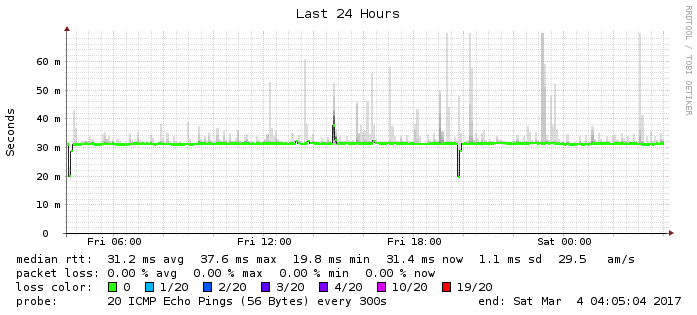 Last 24 Hours
RRDTOOL / TOBI OETIKER
Seconds
60 m
50 m
40 m
30 m
20 m
10 m
0
Fri 06:00 Fri 12:00 Fri 18:00 Sat 00:00
median rtt: 31.2 ms avg 37.6 ms max 19.8 ms min 31.4 ms now 1.1 ms sd 29.5 am/s
packet loss: 0.00 % avg 0.00 % max 0.00 % min 0.00 % now
loss color: 0 1/20 2/20 3/20 4/20 10/20 19/20
probe: 20 ICMP Echo Pings (56 Bytes) every 300s end: Sat Mar 4 04:05:04 2017